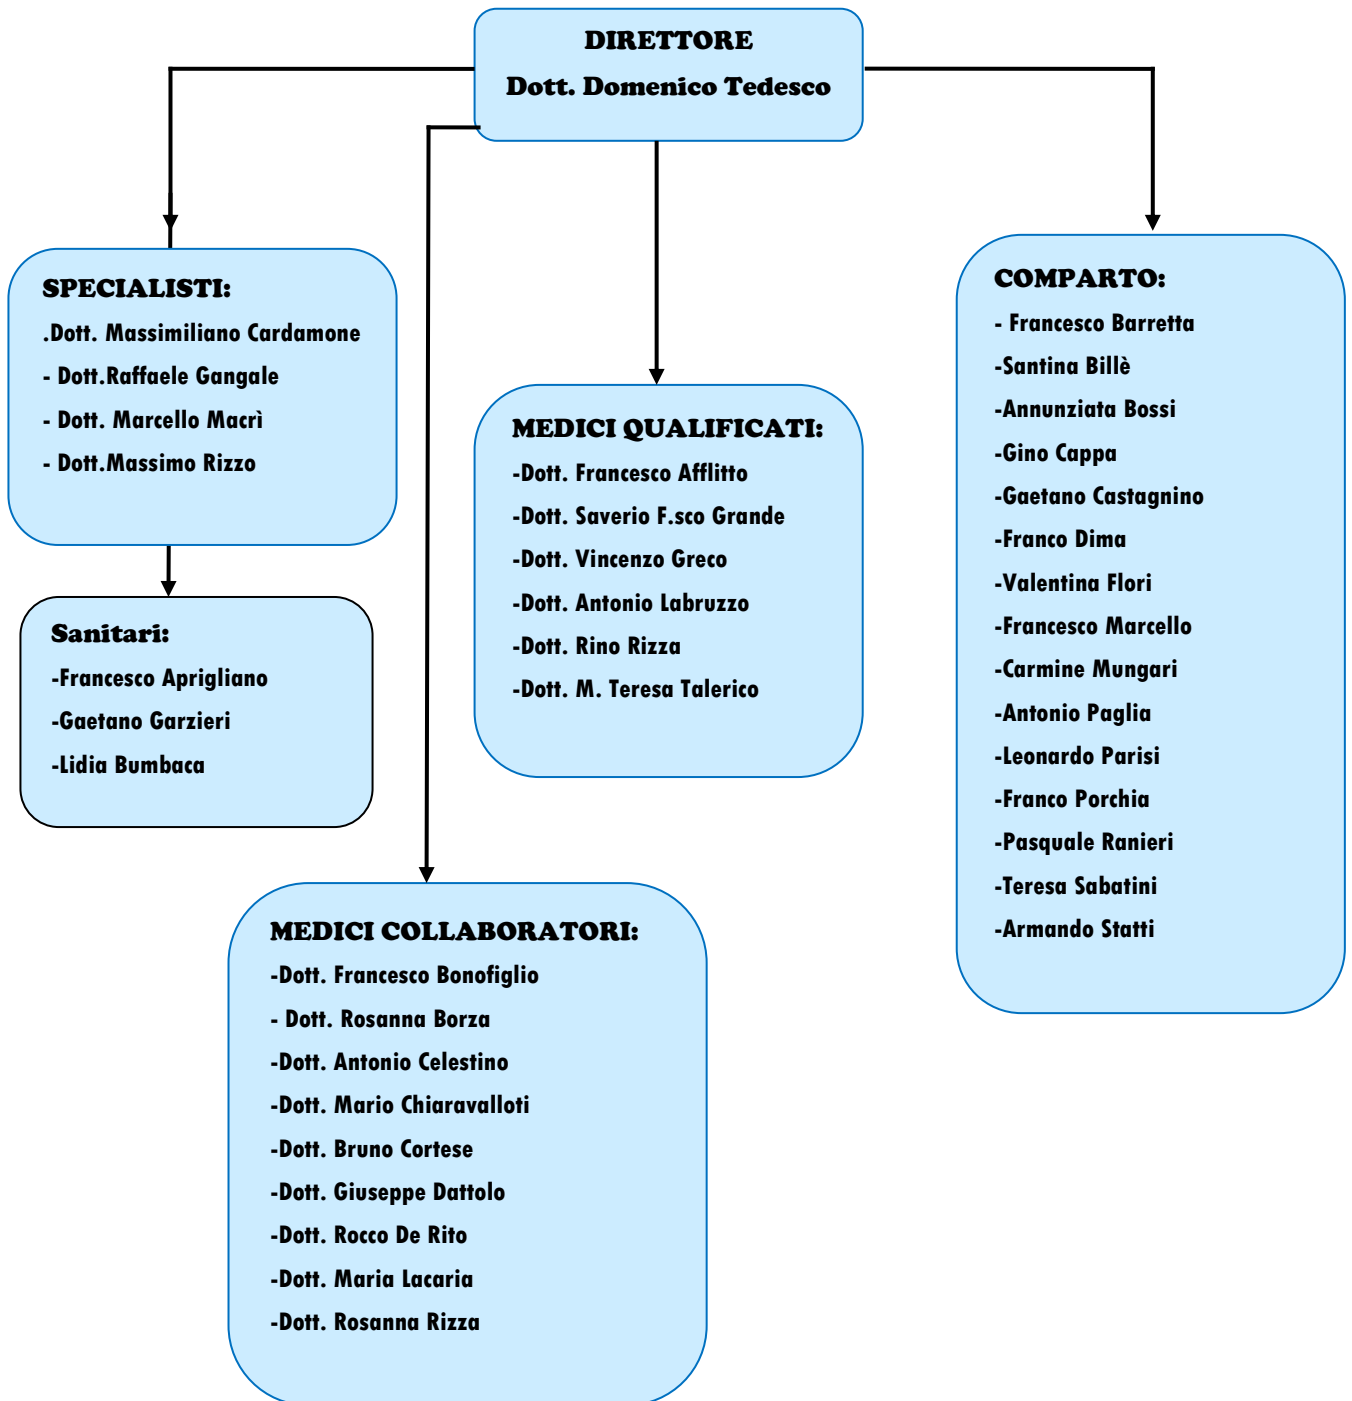 DIRETTORE
Dott. Domenico Tedesco
SPECIALISTI:
.Dott. Massimiliano Cardamone
- Dott.Raffaele Gangale
- Dott. Marcello Macrì
- Dott.Massimo Rizzo
Sanitari:
-Francesco Aprigliano
-Gaetano Garzieri
-Lidia Bumbaca
MEDICI QUALIFICATI:
-Dott. Francesco Afflitto
-Dott. Saverio F.sco Grande
-Dott. Vincenzo Greco
-Dott. Antonio Labruzzo
-Dott. Rino Rizza
-Dott. M. Teresa Talerico
COMPARTO:
- Francesco Barretta
-Santina Billè
-Annunziata Bossi
-Gino Cappa
-Gaetano Castagnino
-Franco Dima
-Valentina Flori
-Francesco Marcello
-Carmine Mungari
-Antonio Paglia
-Leonardo Parisi
-Franco Porchia
-Pasquale Ranieri
-Teresa Sabatini
-Armando Statti
MEDICI COLLABORATORI:
-Dott. Francesco Bonofiglio
- Dott. Rosanna Borza
-Dott. Antonio Celestino
-Dott. Mario Chiaravalloti
-Dott. Bruno Cortese
-Dott. Giuseppe Dattolo
-Dott. Rocco De Rito
-Dott. Maria Lacaria
-Dott. Rosanna Rizza